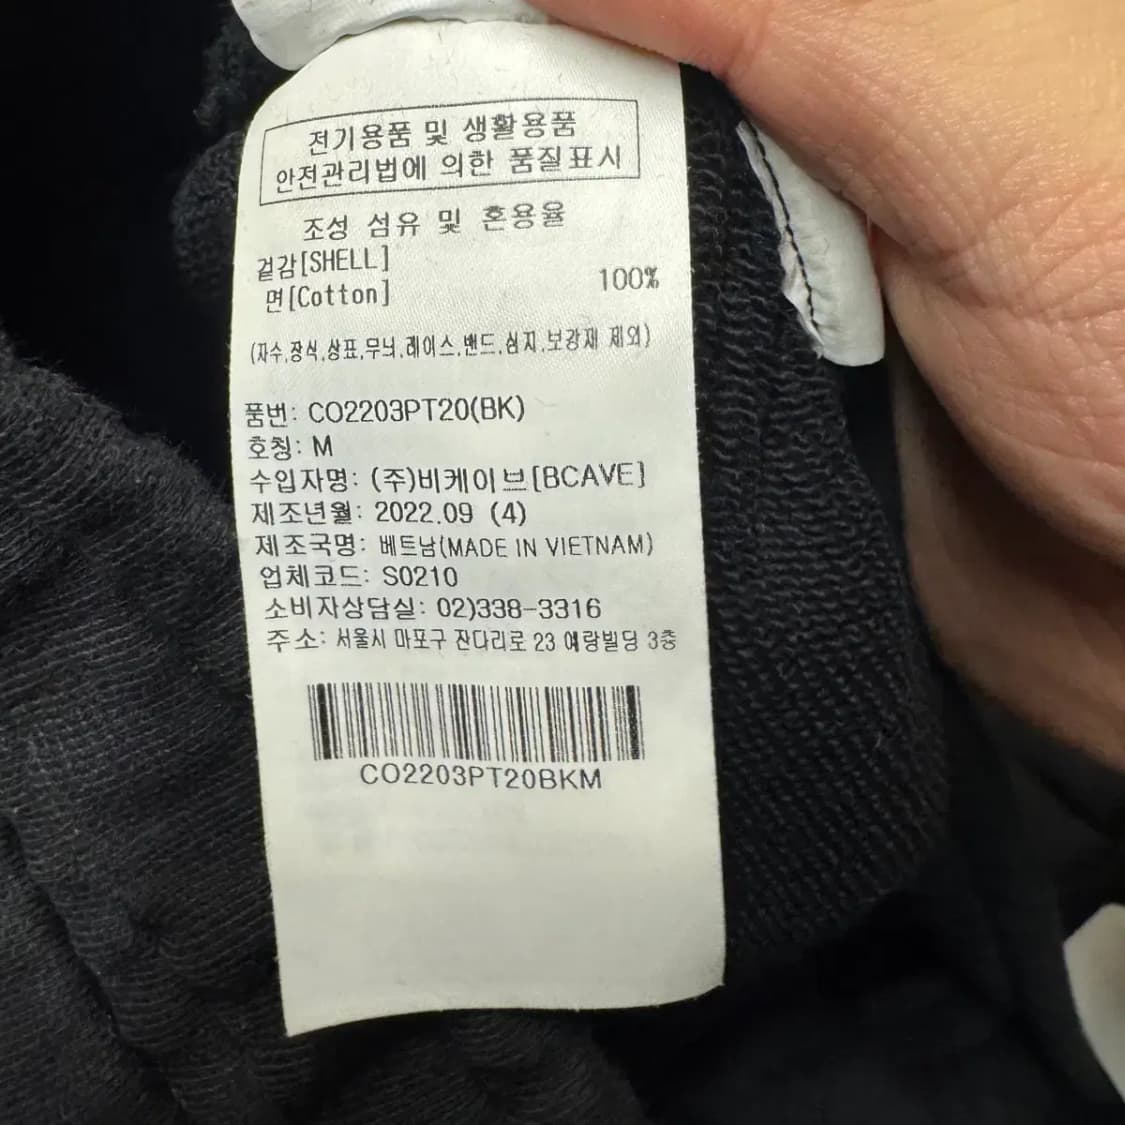 전기용품 및 생활용품
안전관리법에 의한 품질표시
조성 섬유 및 혼용율
겉감[SHELL]
면[Cotton] 100%
(자수,장식,상표,무늬,레이스,밴드,심지,보강재 제외)
품번: CO2203PT20(BK)
호칭: M
수입자명: (주)비케이브[BCAVE]
제조년월: 2022.09 (4)
제조국명: 베트남(MADE IN VIETNAM)
업체코드: S0210
소비자상담실: 02)338-3316
주소: 서울시 마포구 잔다리로 23 여랑빌딩 3층
CO2203PT20BKM